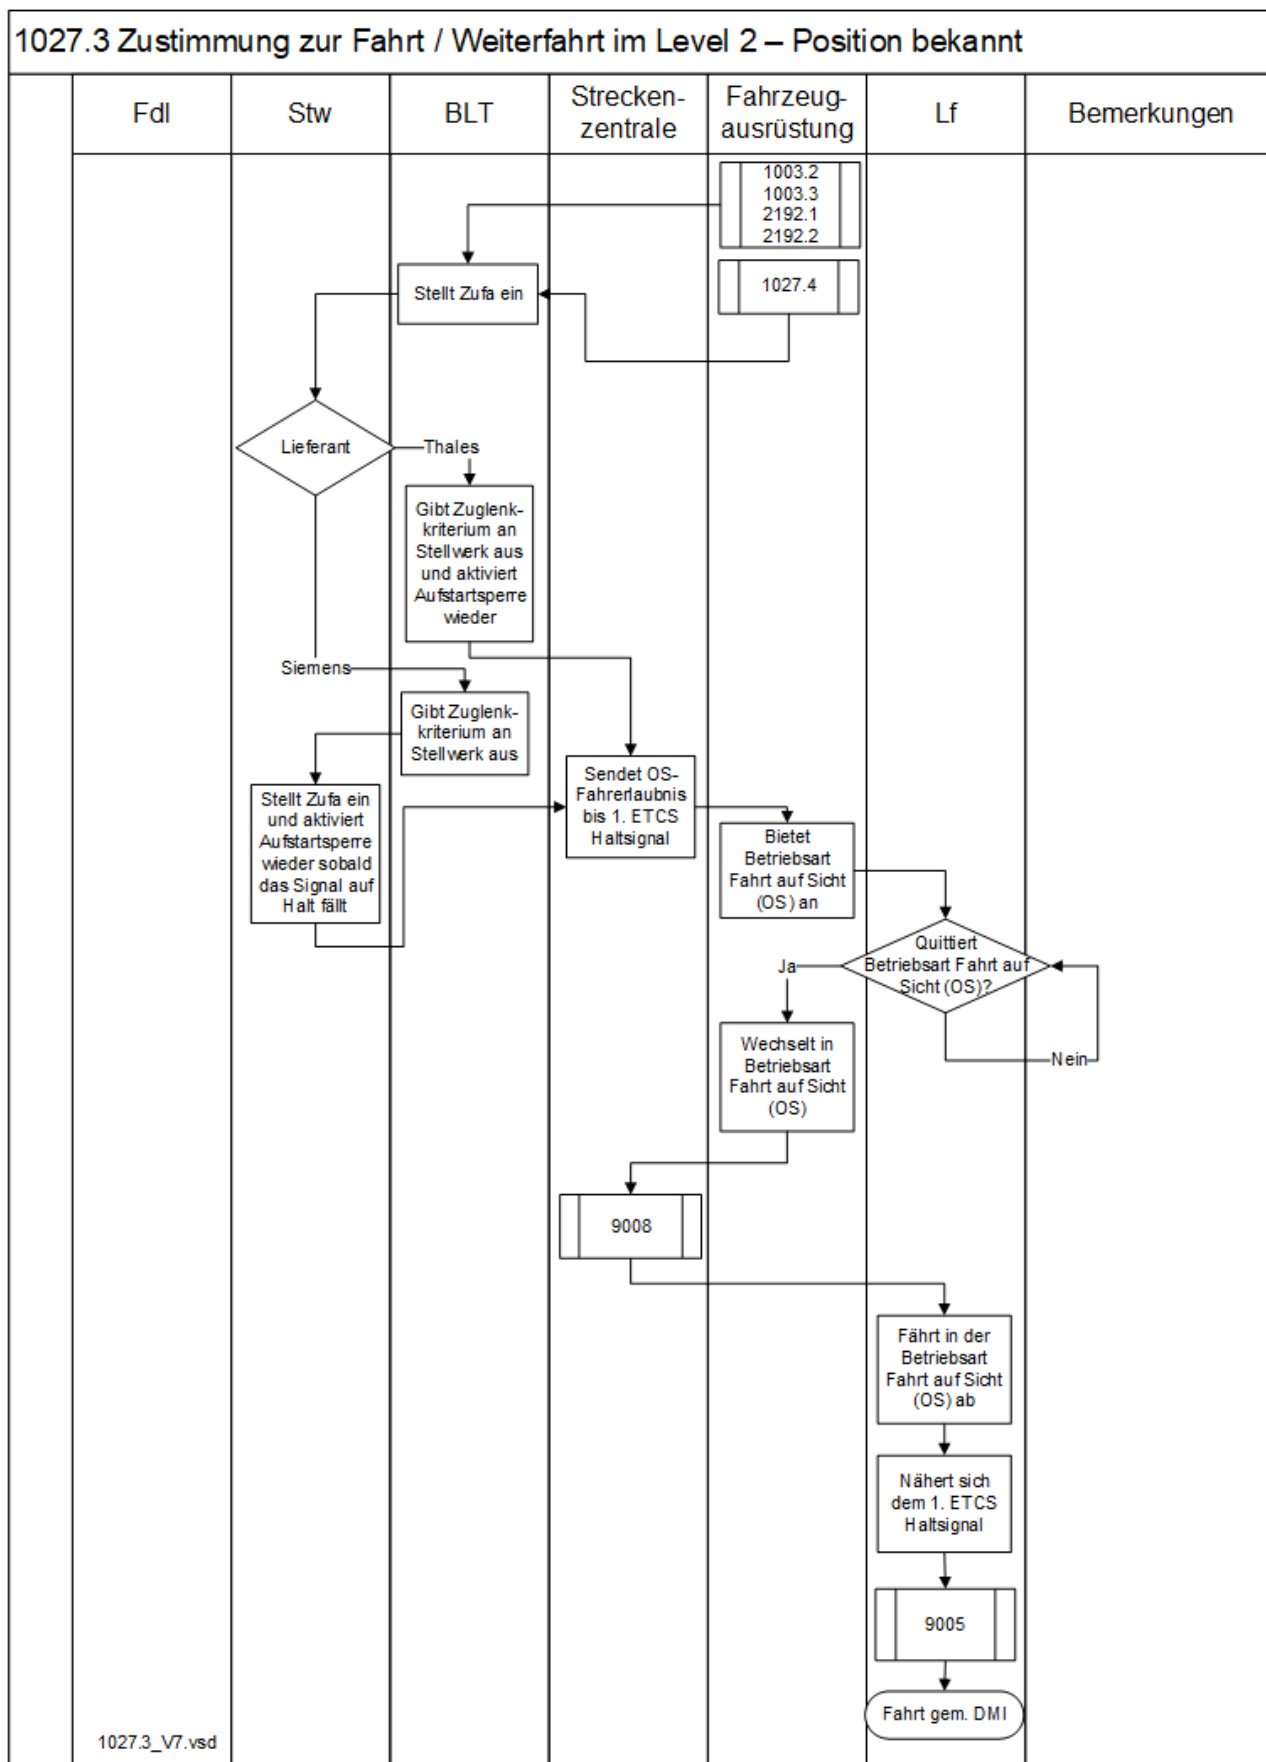 1027.3 Zustimmung zur Fahrt / Weiterfahrt im Level 2 – Position bekannt
Fdl
Stw
BLT
Strecken-
zentrale
Fahrzeug-
ausrüstung
Lf
Bemerkungen
1003.2
1003.3
2192.1
2192.2
1027.4
Stellt Zufa ein
Lieferant
Thales
Gibt Zuglenk-
kriterium an
Stellwerk aus
und aktiviert
Aufstartsperre
wieder
Siemens
Gibt Zuglenk-
kriterium an
Stellwerk aus
Stellt Zufa ein
und aktiviert
Aufstartsperre
wieder sobald
das Signal auf
Halt fällt
Sendet OS-
Fahrerlaubnis
bis 1. ETCS
Haltsignal
Bietet
Betriebsart
Fahrt auf Sicht
(OS) an
Quittiert
Betriebsart Fahrt auf
Sicht (OS)?
Ja
Nein
Wechselt in
Betriebsart
Fahrt auf Sicht
(OS)
9008
Fährt in der
Betriebsart
Fahrt auf Sicht
(OS) ab
Nähert sich
dem 1. ETCS
Haltsignal
9005
Fahrt gem. DMI
1027.3_V7.vsd